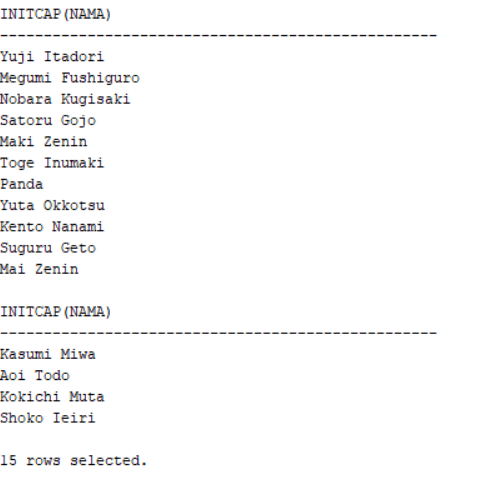 INITCAP(NAMA)
--------------------------------------------------
Yuji Itadori
Megumi Fushiguro
Nobara Kugisaki
Satoru Gojo
Maki Zenin
Toge Inumaki
Panda
Yuta Okkotsu
Kento Nanami
Suguru Geto
Mai Zenin
INITCAP(NAMA)
--------------------------------------------------
Kasumi Miwa
Aoi Todo
Kokichi Muta
Shoko Ieiri
15 rows selected.